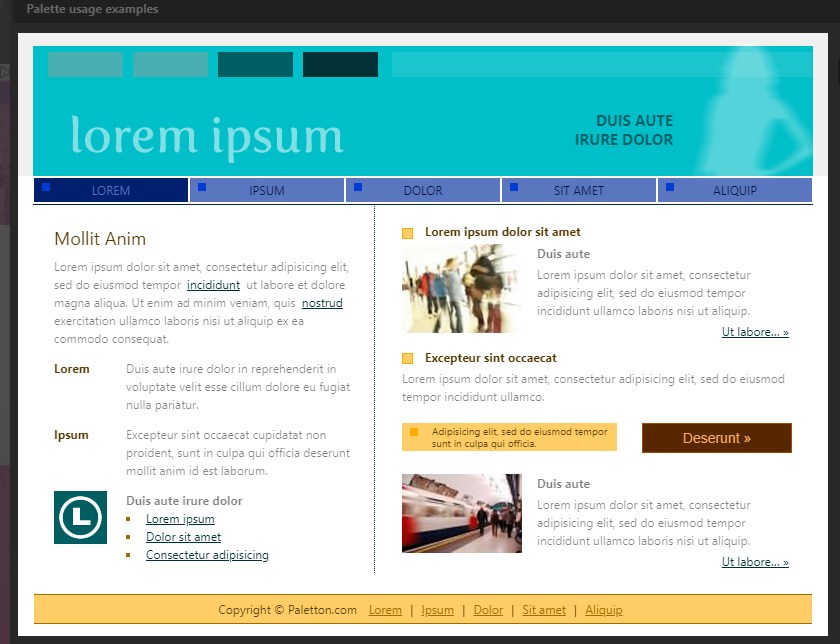 Palette usage examples
lorem ipsum
DUIS AUTE
IRURE DOLOR
LOREM
IPSUM
DOLOR
SIT AMET
ALIQUIP
Mollit Anim
Lorem ipsum dolor sit amet, consectetur adipisicing elit,
sed do eiusmod tempor incididunt ut labore et dolore
magna aliqua. Ut enim ad minim veniam, quis nostrud
exercitation ullamco laboris nisi ut aliquip ex ea
commodo consequat.
Lorem
Duis aute irure dolor in reprehenderit in
voluptate velit esse cillum dolore eu fugiat
nulla pariatur.
Ipsum
Excepteur sint occaecat cupidatat non
proident, sunt in culpa qui officia deserunt
mollit anim id est laborum.
L
Duis aute irure dolor
Lorem ipsum
Dolor sit amet
Consectetur adipisicing
Lorem ipsum dolor sit amet
Duis aute
Lorem ipsum dolor sit amet, consectetur
adipisicing elit, sed do eiusmod tempor
incididunt ullamco laboris nisi ut aliquip.
Ut labore... »
Excepteur sint occaecat
Lorem ipsum dolor sit amet, consectetur adipisicing elit, sed do eiusmod
tempor incididunt ullamco.
Adipisicing elit, sed do eiusmod tempor
sunt in culpa qui officia.
Deserunt »
Duis aute
Lorem ipsum dolor sit amet, consectetur
adipisicing elit, sed do eiusmod tempor
incididunt ullamco laboris nisi ut aliquip.
Ut labore... »
Copyright © Paletton.com Lorem | Ipsum | Dolor | Sit amet | Aliquip